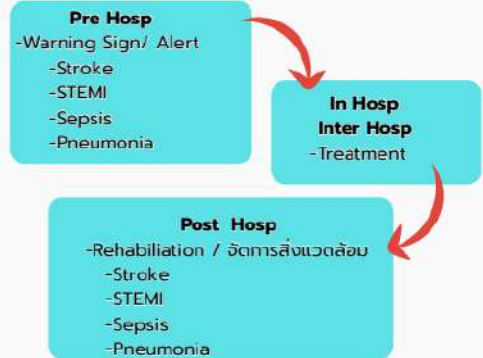 Pre Hosp
-Warning Sign/ Alert
-Stroke
-STEMI
-Sepsis
-Pneumonia
In Hosp
Inter Hosp
-Treatment
Post Hosp
-Rehabiliation / จัดการสิ่งแวดล้อม
-Stroke
-STEMI
-Sepsis
-Pneumonia